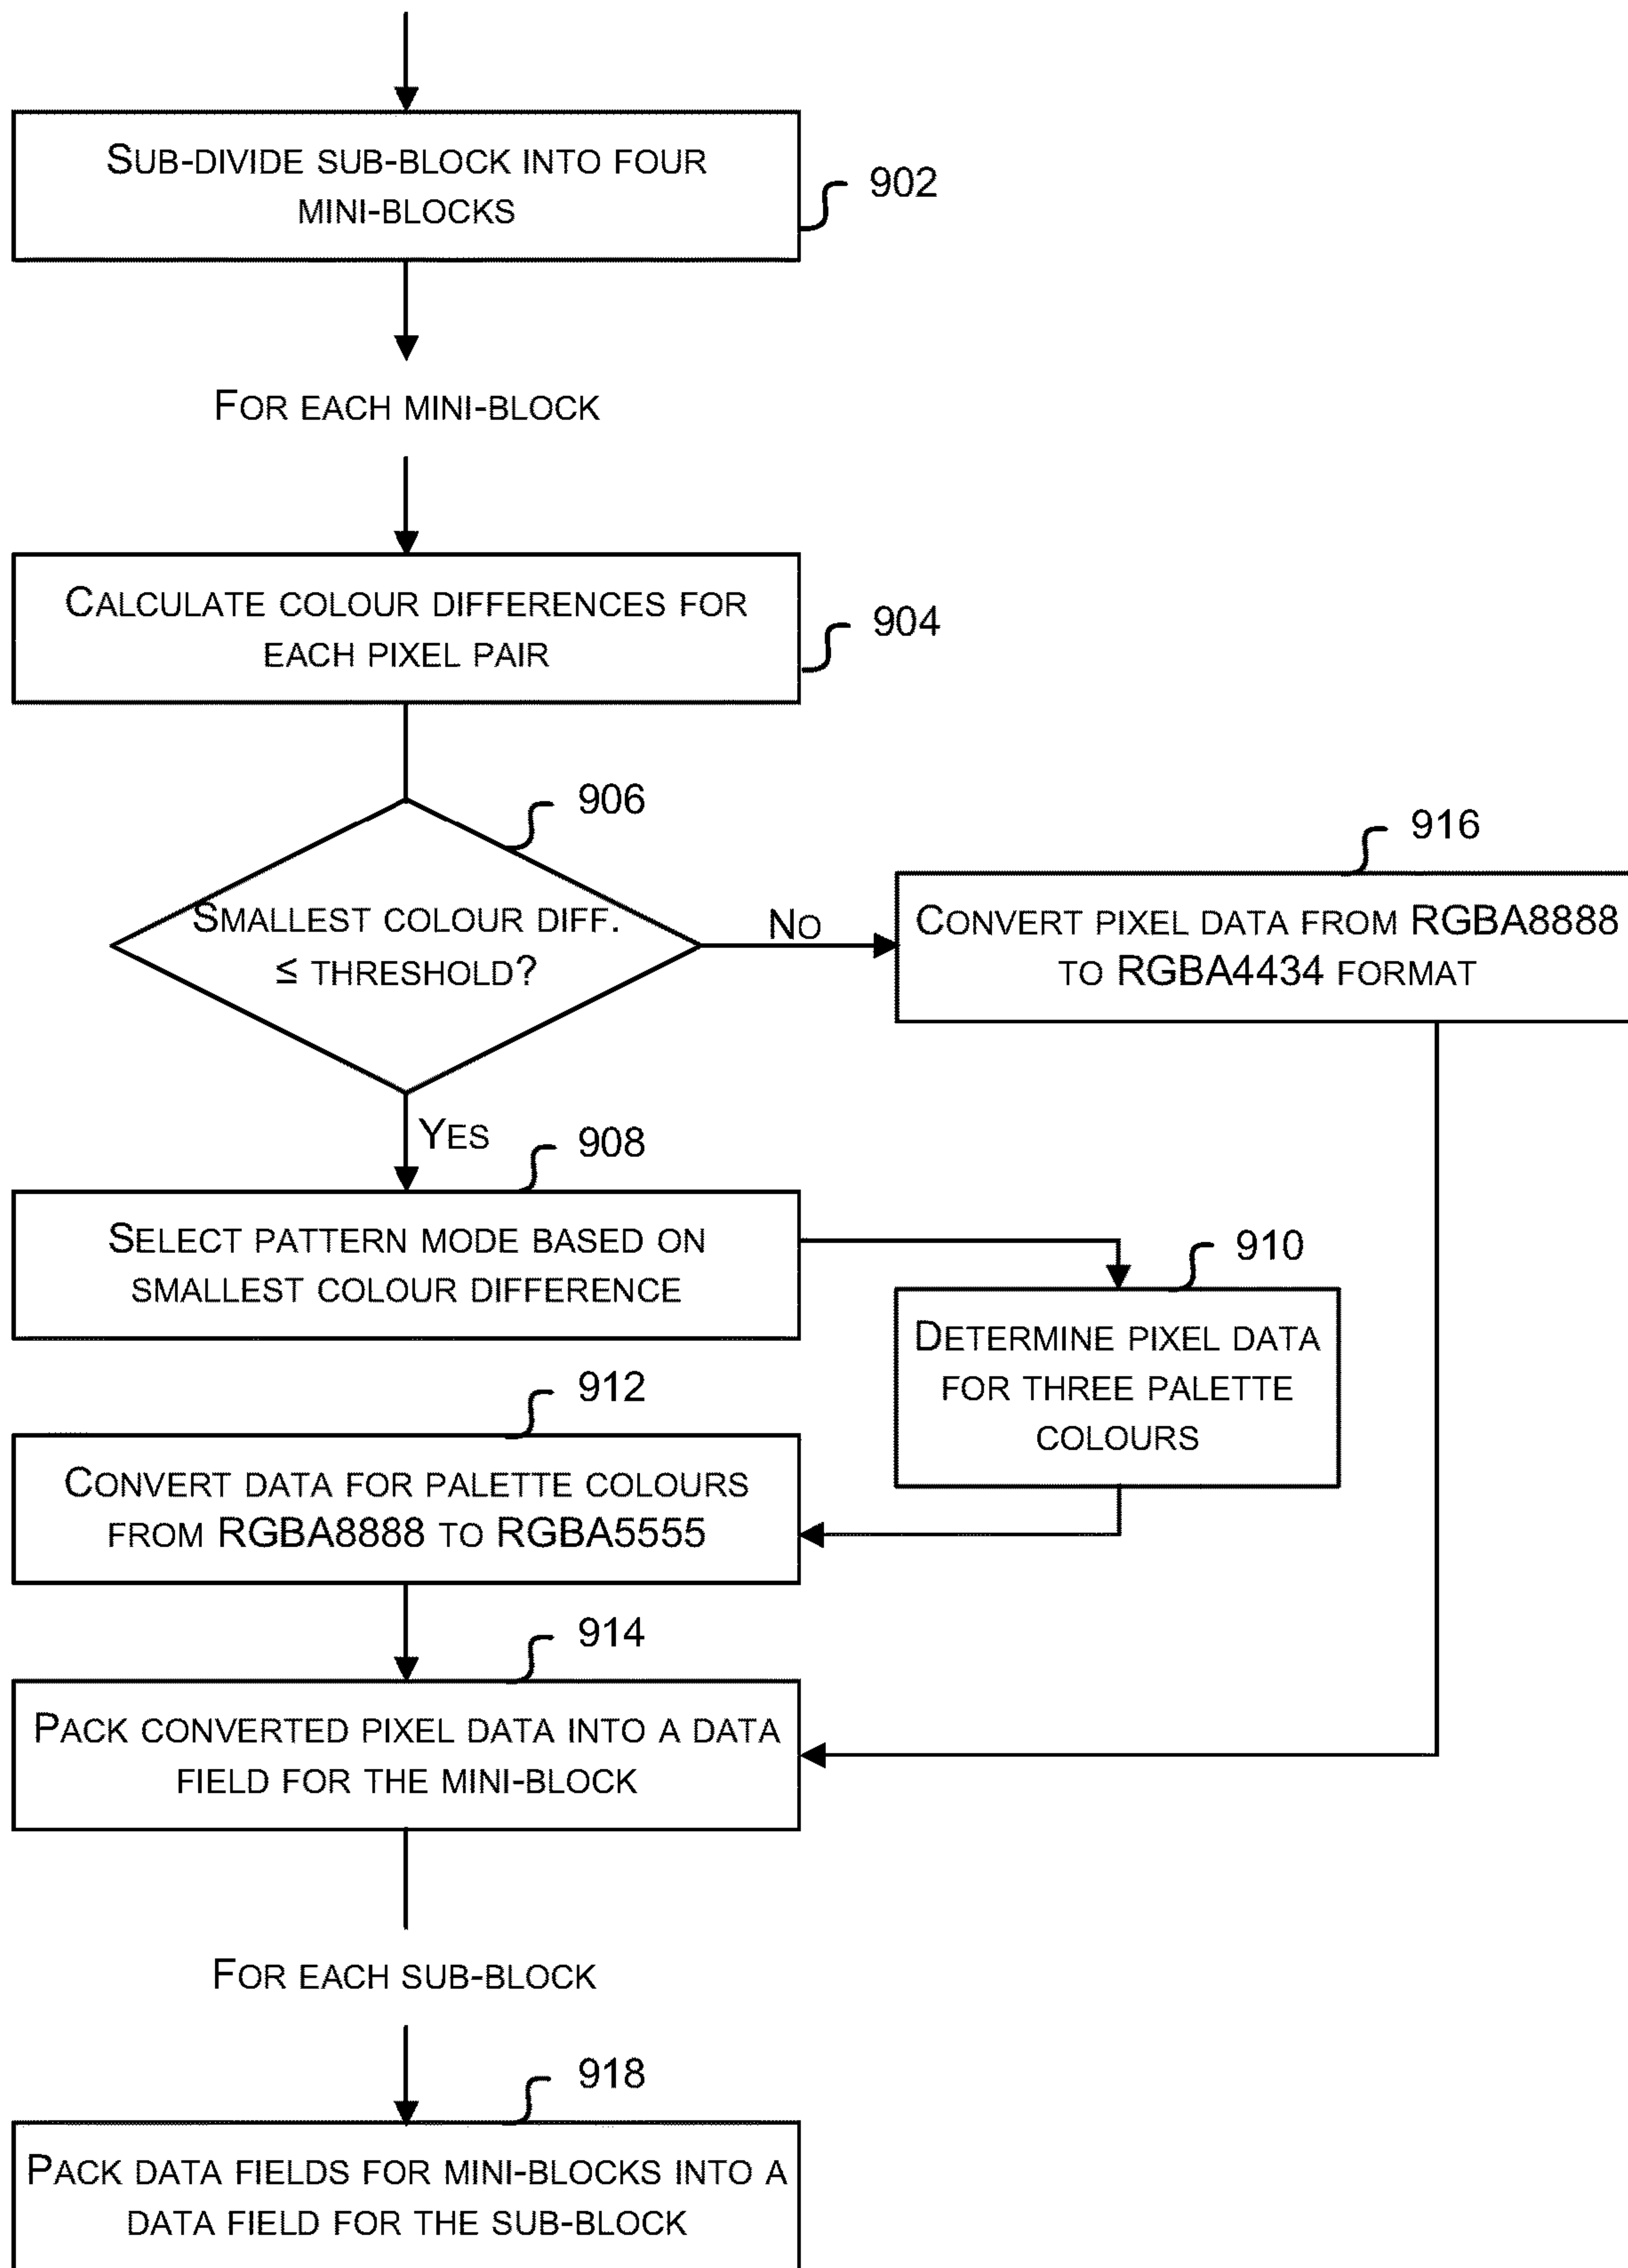 SUB-DIVIDE SUB-BLOCK INTO FOUR
MINI-BLOCKS
902
FOR EACH MINI-BLOCK
CALCULATE COLOUR DIFFERENCES FOR
EACH PIXEL PAIR
904
906
SMALLEST COLOUR DIFF.
≤ THRESHOLD?
NO
916
CONVERT PIXEL DATA FROM RGBA8888
TO RGBA4434 FORMAT
YES
908
SELECT PATTERN MODE BASED ON
SMALLEST COLOUR DIFFERENCE
910
DETERMINE PIXEL DATA
FOR THREE PALETTE
COLOURS
912
CONVERT DATA FOR PALETTE COLOURS
FROM RGBA8888 TO RGBA5555
914
PACK CONVERTED PIXEL DATA INTO A DATA
FIELD FOR THE MINI-BLOCK
FOR EACH SUB-BLOCK
918
PACK DATA FIELDS FOR MINI-BLOCKS INTO A
DATA FIELD FOR THE SUB-BLOCK